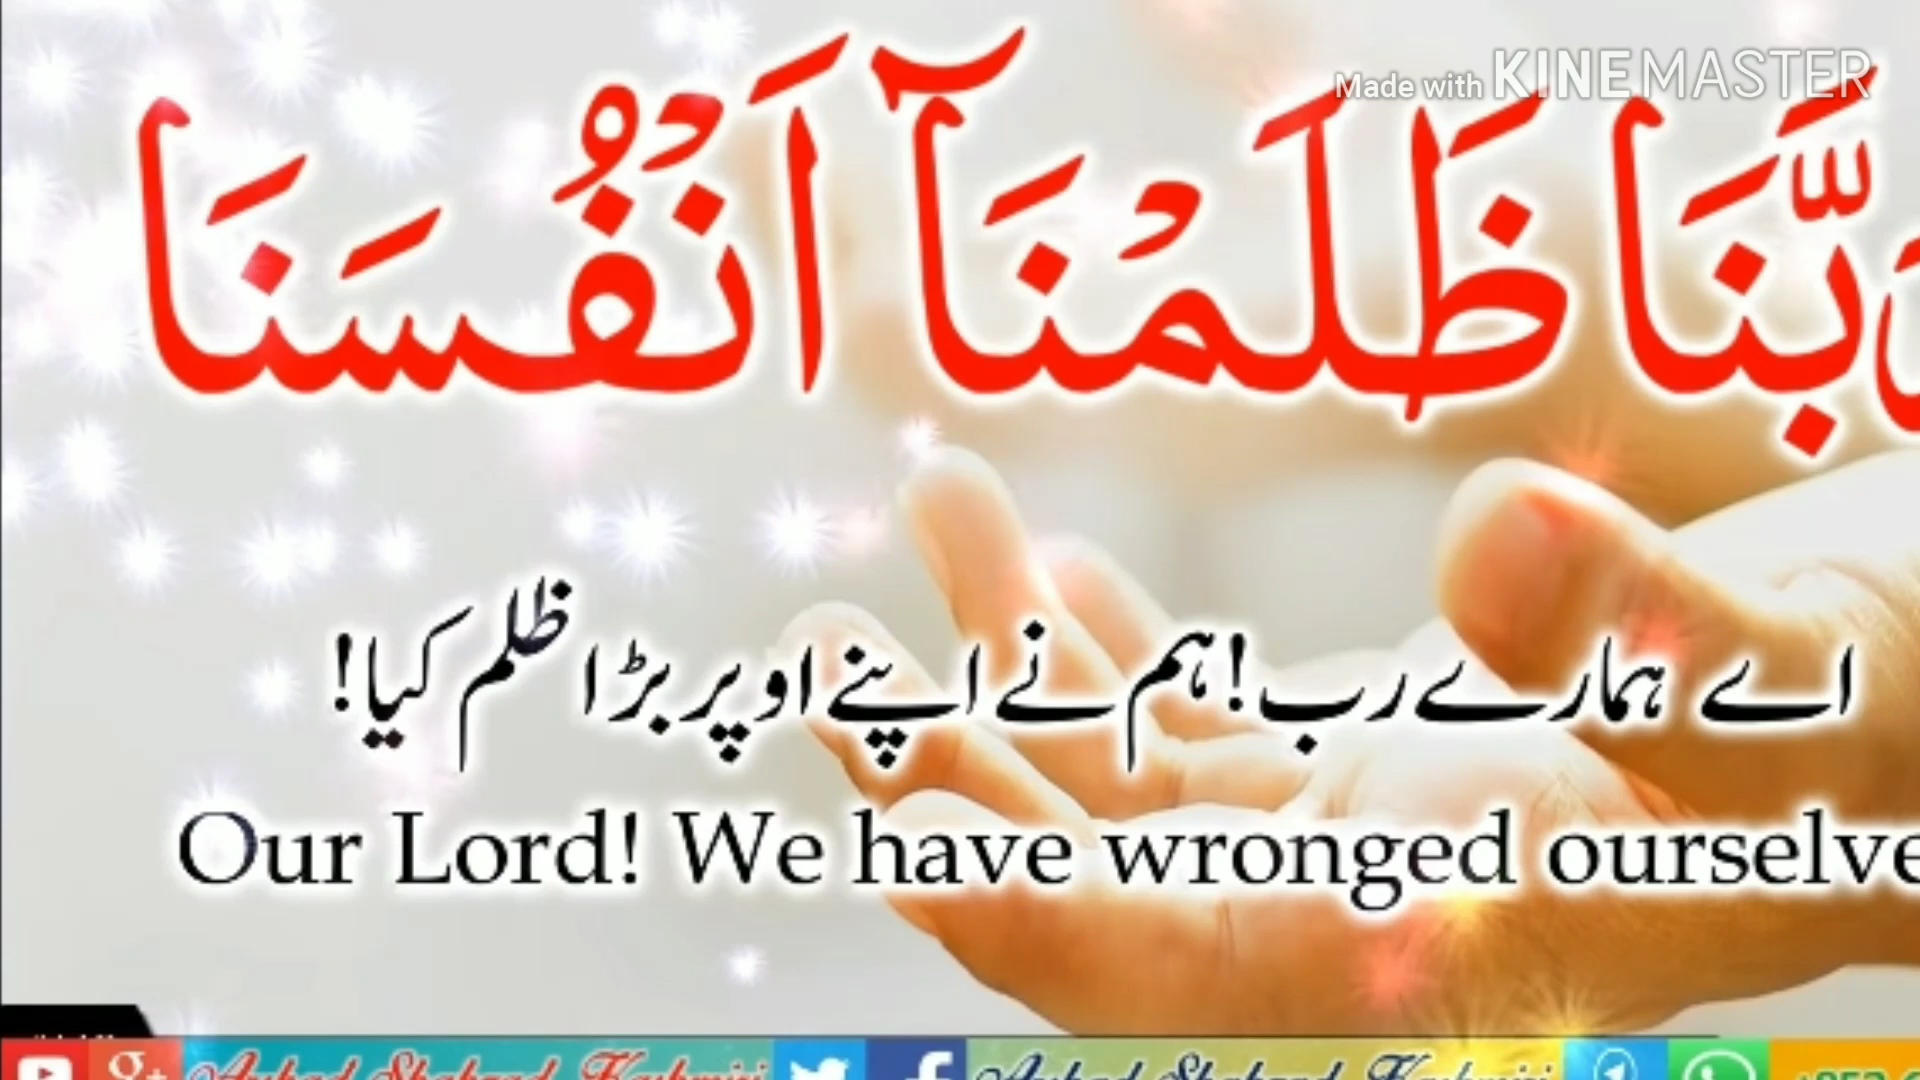 Made with KINEMASTER
رَبَّنَا ظَلَمْنَآ اَنْفُسَنَا
اے ہمارے رب! ہم نے اپنے اوپر بڑا ظلم کیا!
Our Lord! We have wronged ourselve